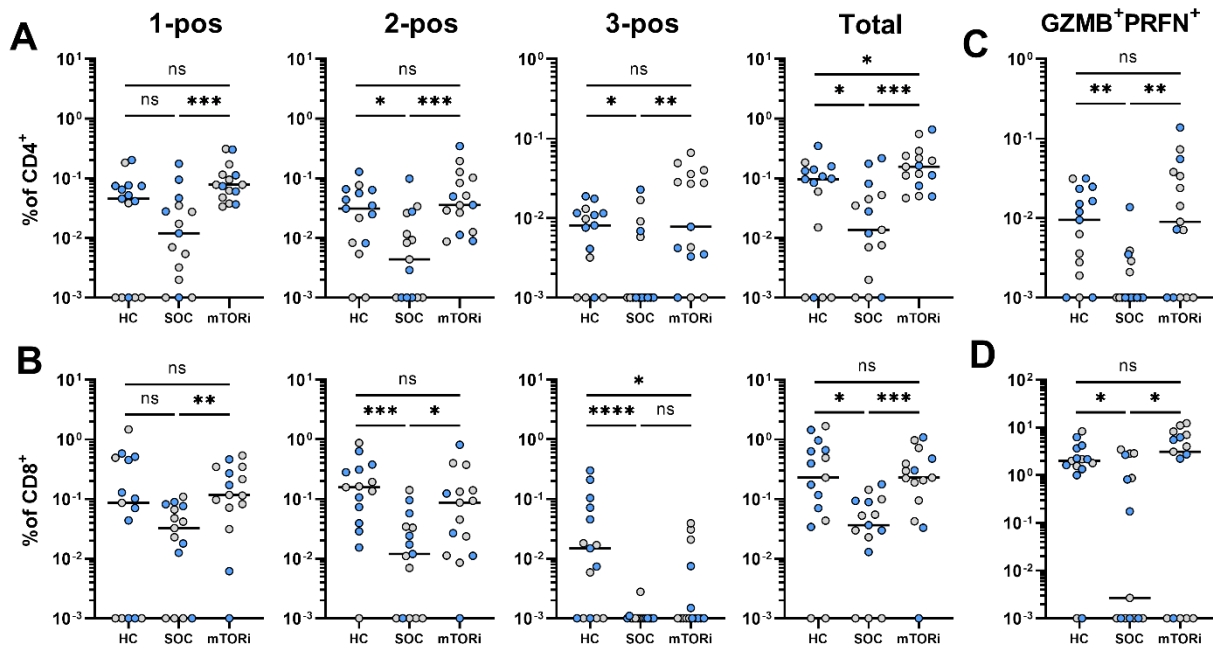 A
1-pos
2-pos
3-pos
Total
C
GZMB⁺PRFN⁺
%of CD4⁺
10¹
10⁰
10⁻¹
10⁻²
10⁻³
ns
ns
***
HC
SOC
mTORi
10¹
10⁰
10⁻¹
10⁻²
10⁻³
ns
*
***
HC
SOC
mTORi
10⁰
10⁻¹
10⁻²
10⁻³
ns
*
**
HC
SOC
mTORi
10¹
10⁰
10⁻¹
10⁻²
10⁻³
*
*
***
HC
SOC
mTORi
10⁰
10⁻¹
10⁻²
10⁻³
ns
**
**
HC
SOC
mTORi
B
D
%of CD8⁺
10¹
10⁰
10⁻¹
10⁻²
10⁻³
ns
ns
**
HC
SOC
mTORi
10¹
10⁰
10⁻¹
10⁻²
10⁻³
ns
***
*
HC
SOC
mTORi
10¹
10⁰
10⁻¹
10⁻²
10⁻³
*
****
ns
HC
SOC
mTORi
10¹
10⁰
10⁻¹
10⁻²
10⁻³
ns
*
***
HC
SOC
mTORi
10²
10¹
10⁰
10⁻¹
10⁻²
10⁻³
ns
*
*
HC
SOC
mTORi